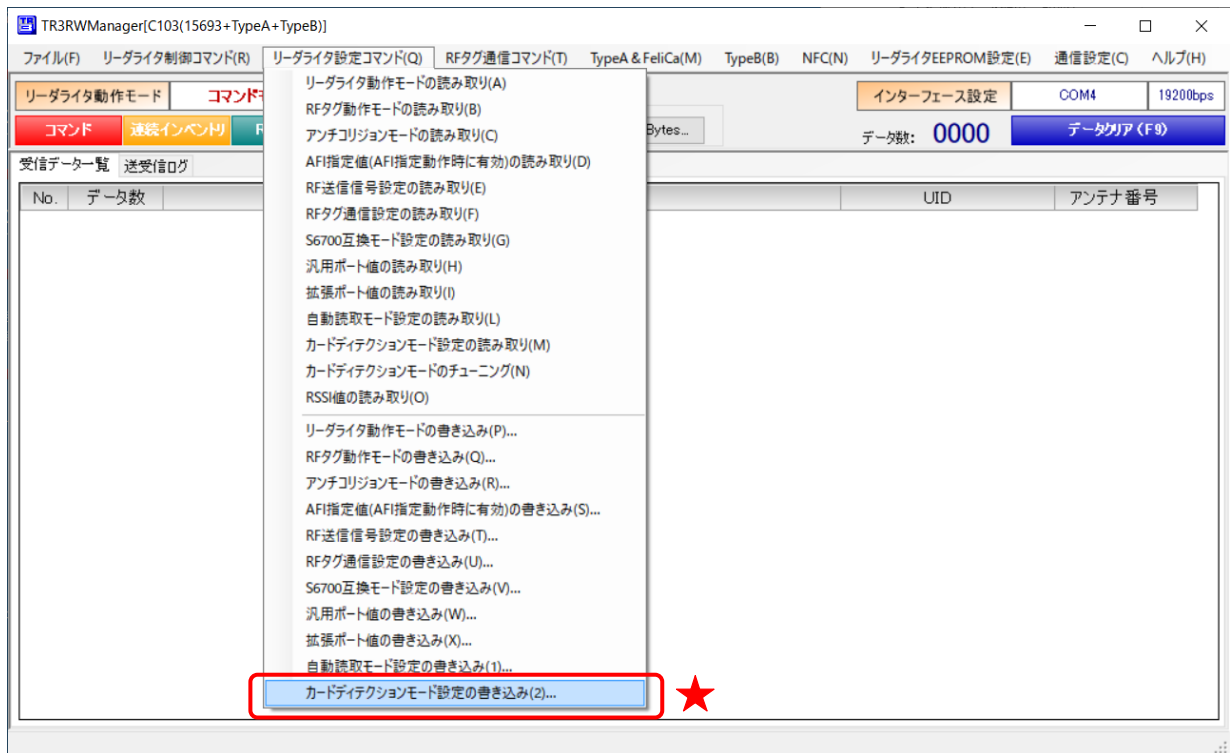 TR3RWManager[C103(15693+TypeA+TypeB)]
ファイル(F) リーダライタ制御コマンド(R) リーダライタ設定コマンド(Q) RFタグ通信コマンド(T) TypeA＆FeliCa(M) TypeB(B) NFC(N) リーダライタEEPROM設定(E) 通信設定(C) ヘルプ(H)
リーダライタ動作モード コマンド インターフェース設定 COM4 19200bps
コマンド 連続インベントリ R Bytes... データ数: 0000 データクリア（F9）
受信データ一覧 送受信ログ
No. データ数 UID アンテナ番号
リーダライタ動作モードの読み取り(A)
RFタグ動作モードの読み取り(B)
アンチコリジョンモードの読み取り(C)
AFI指定値(AFI指定動作時に有効)の読み取り(D)
RF送信信号設定の読み取り(E)
RFタグ通信設定の読み取り(F)
S6700互換モード設定の読み取り(G)
汎用ポート値の読み取り(H)
拡張ポート値の読み取り(I)
自動読取モード設定の読み取り(L)
カードディテクションモード設定の読み取り(M)
カードディテクションモードのチューニング(N)
RSSI値の読み取り(O)
リーダライタ動作モードの書き込み(P)...
RFタグ動作モードの書き込み(Q)...
アンチコリジョンモードの書き込み(R)...
AFI指定値(AFI指定動作時に有効)の書き込み(S)...
RF送信信号設定の書き込み(T)...
RFタグ通信設定の書き込み(U)...
S6700互換モード設定の書き込み(V)...
汎用ポート値の書き込み(W)...
拡張ポート値の書き込み(X)...
自動読取モード設定の書き込み(1)...
カードディテクションモード設定の書き込み(2)...